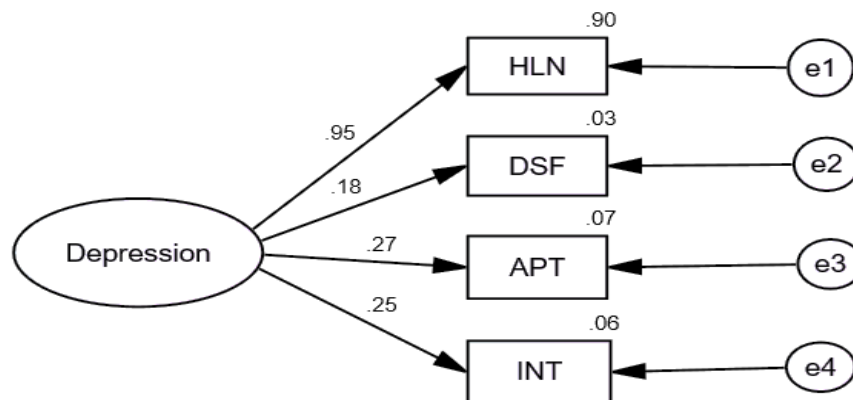 .90
HLN
e1
.95
.03
DSF
e2
.18
Depression
.07
.27
APT
e3
.25
.06
INT
e4